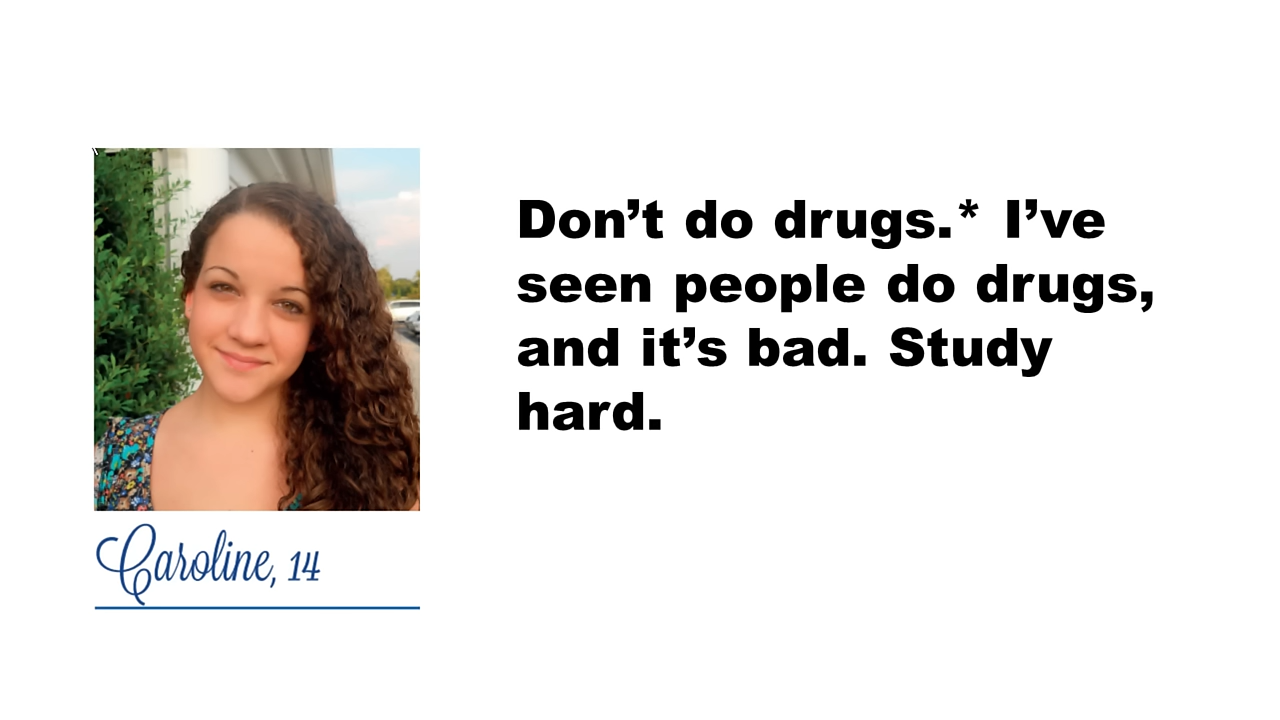 Don’t do drugs.* I’ve
seen people do drugs,
and it’s bad. Study
hard.
Caroline, 14